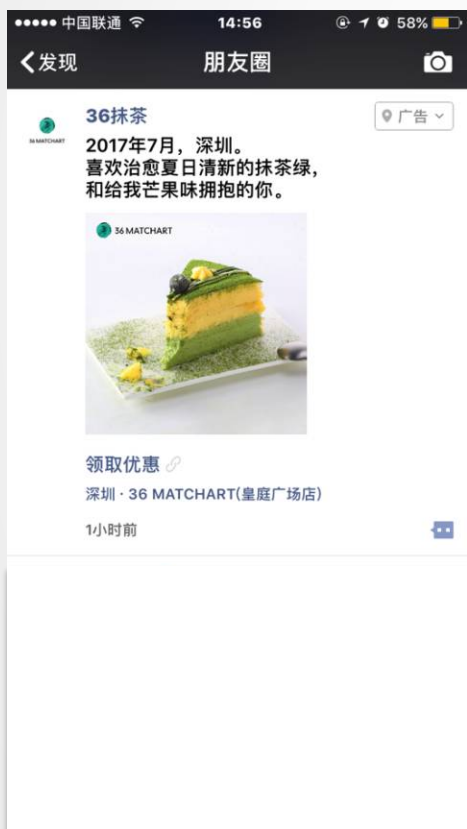 中国联通 14:56 58%
发现 朋友圈
36抹茶 广告
36 MATCHART
2017年7月，深圳。
喜欢治愈夏日清新的抹茶绿，
和给我芒果味拥抱的你。
36 MATCHART
领取优惠
深圳 · 36 MATCHART(皇庭广场店)
1小时前